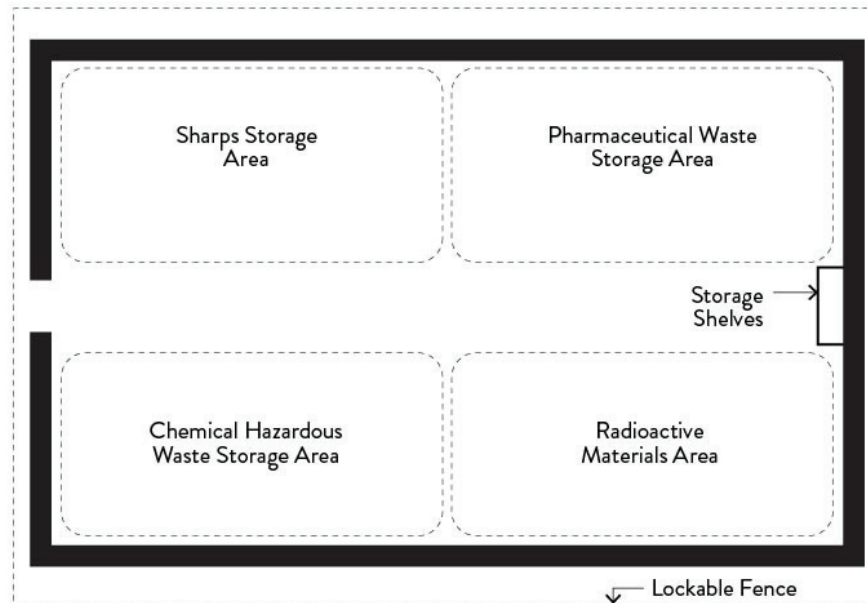 Sharps Storage
Area
Pharmaceutical Waste
Storage Area
Storage
Shelves
Chemical Hazardous
Waste Storage Area
Radioactive
Materials Area
Lockable Fence